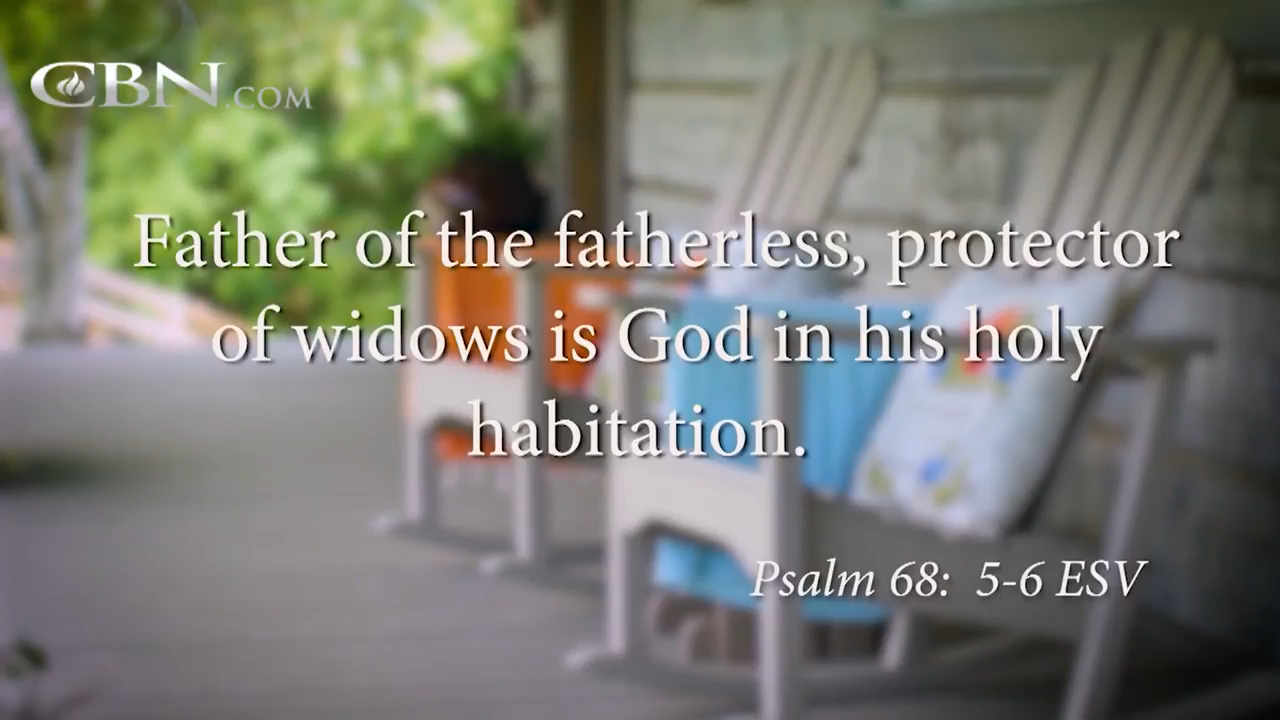 CBN.COM
Father of the fatherless, protector
of widows is God in his holy
habitation.
Psalm 68:  5-6 ESV